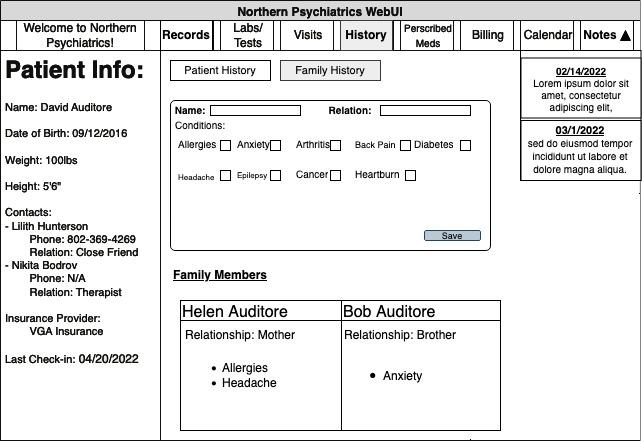 Northern Psychiatrics WebUI
Welcome to Northern
Psychiatrics!
Records
Labs/
Tests
Visits
History
Perscribed
Meds
Billing
Calendar
Notes ▲
Patient Info:
Name: David Auditore
Date of Birth: 09/12/2016
Weight: 100lbs
Height: 5'6"
Contacts:
- Lilith Hunterson
Phone: 802-369-4269
Relation: Close Friend
- Nikita Bodrov
Phone: N/A
Relation: Therapist
Insurance Provider:
VGA Insurance
Last Check-in: 04/20/2022
Patient History
Family History
Name:
Relation:
Conditions:
Allergies
Anxiety
Arthritis
Back Pain
Diabetes
Headache
Epilepsy
Cancer
Heartburn
Save
Family Members
Helen Auditore
Relationship: Mother
• Allergies
• Headache
Bob Auditore
Relationship: Brother
• Anxiety
02/14/2022
Lorem ipsum dolor sit
amet, consectetur
adipiscing elit,
03/1/2022
sed do eiusmod tempor
incididunt ut labore et
dolore magna aliqua.